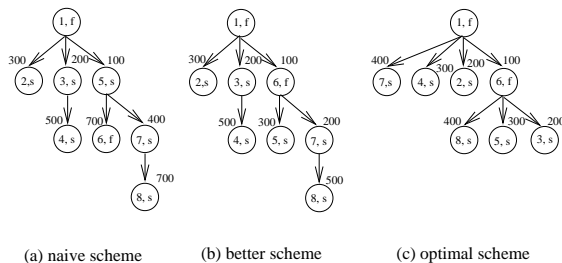 1, f
1, f
1, f
300 200 100
300 200 100
400 300 200 100
2,s 3, s 5, s
2,s 3, s 6, f
7,s 4, s 2, s 6, f
500 700 400
500 300 200
400 300 200
4, s 6, f 7, s
4, s 5, s 7, s
8, s 5, s 3, s
700
500
8, s
8, s
(a) naive scheme (b) better scheme (c) optimal scheme